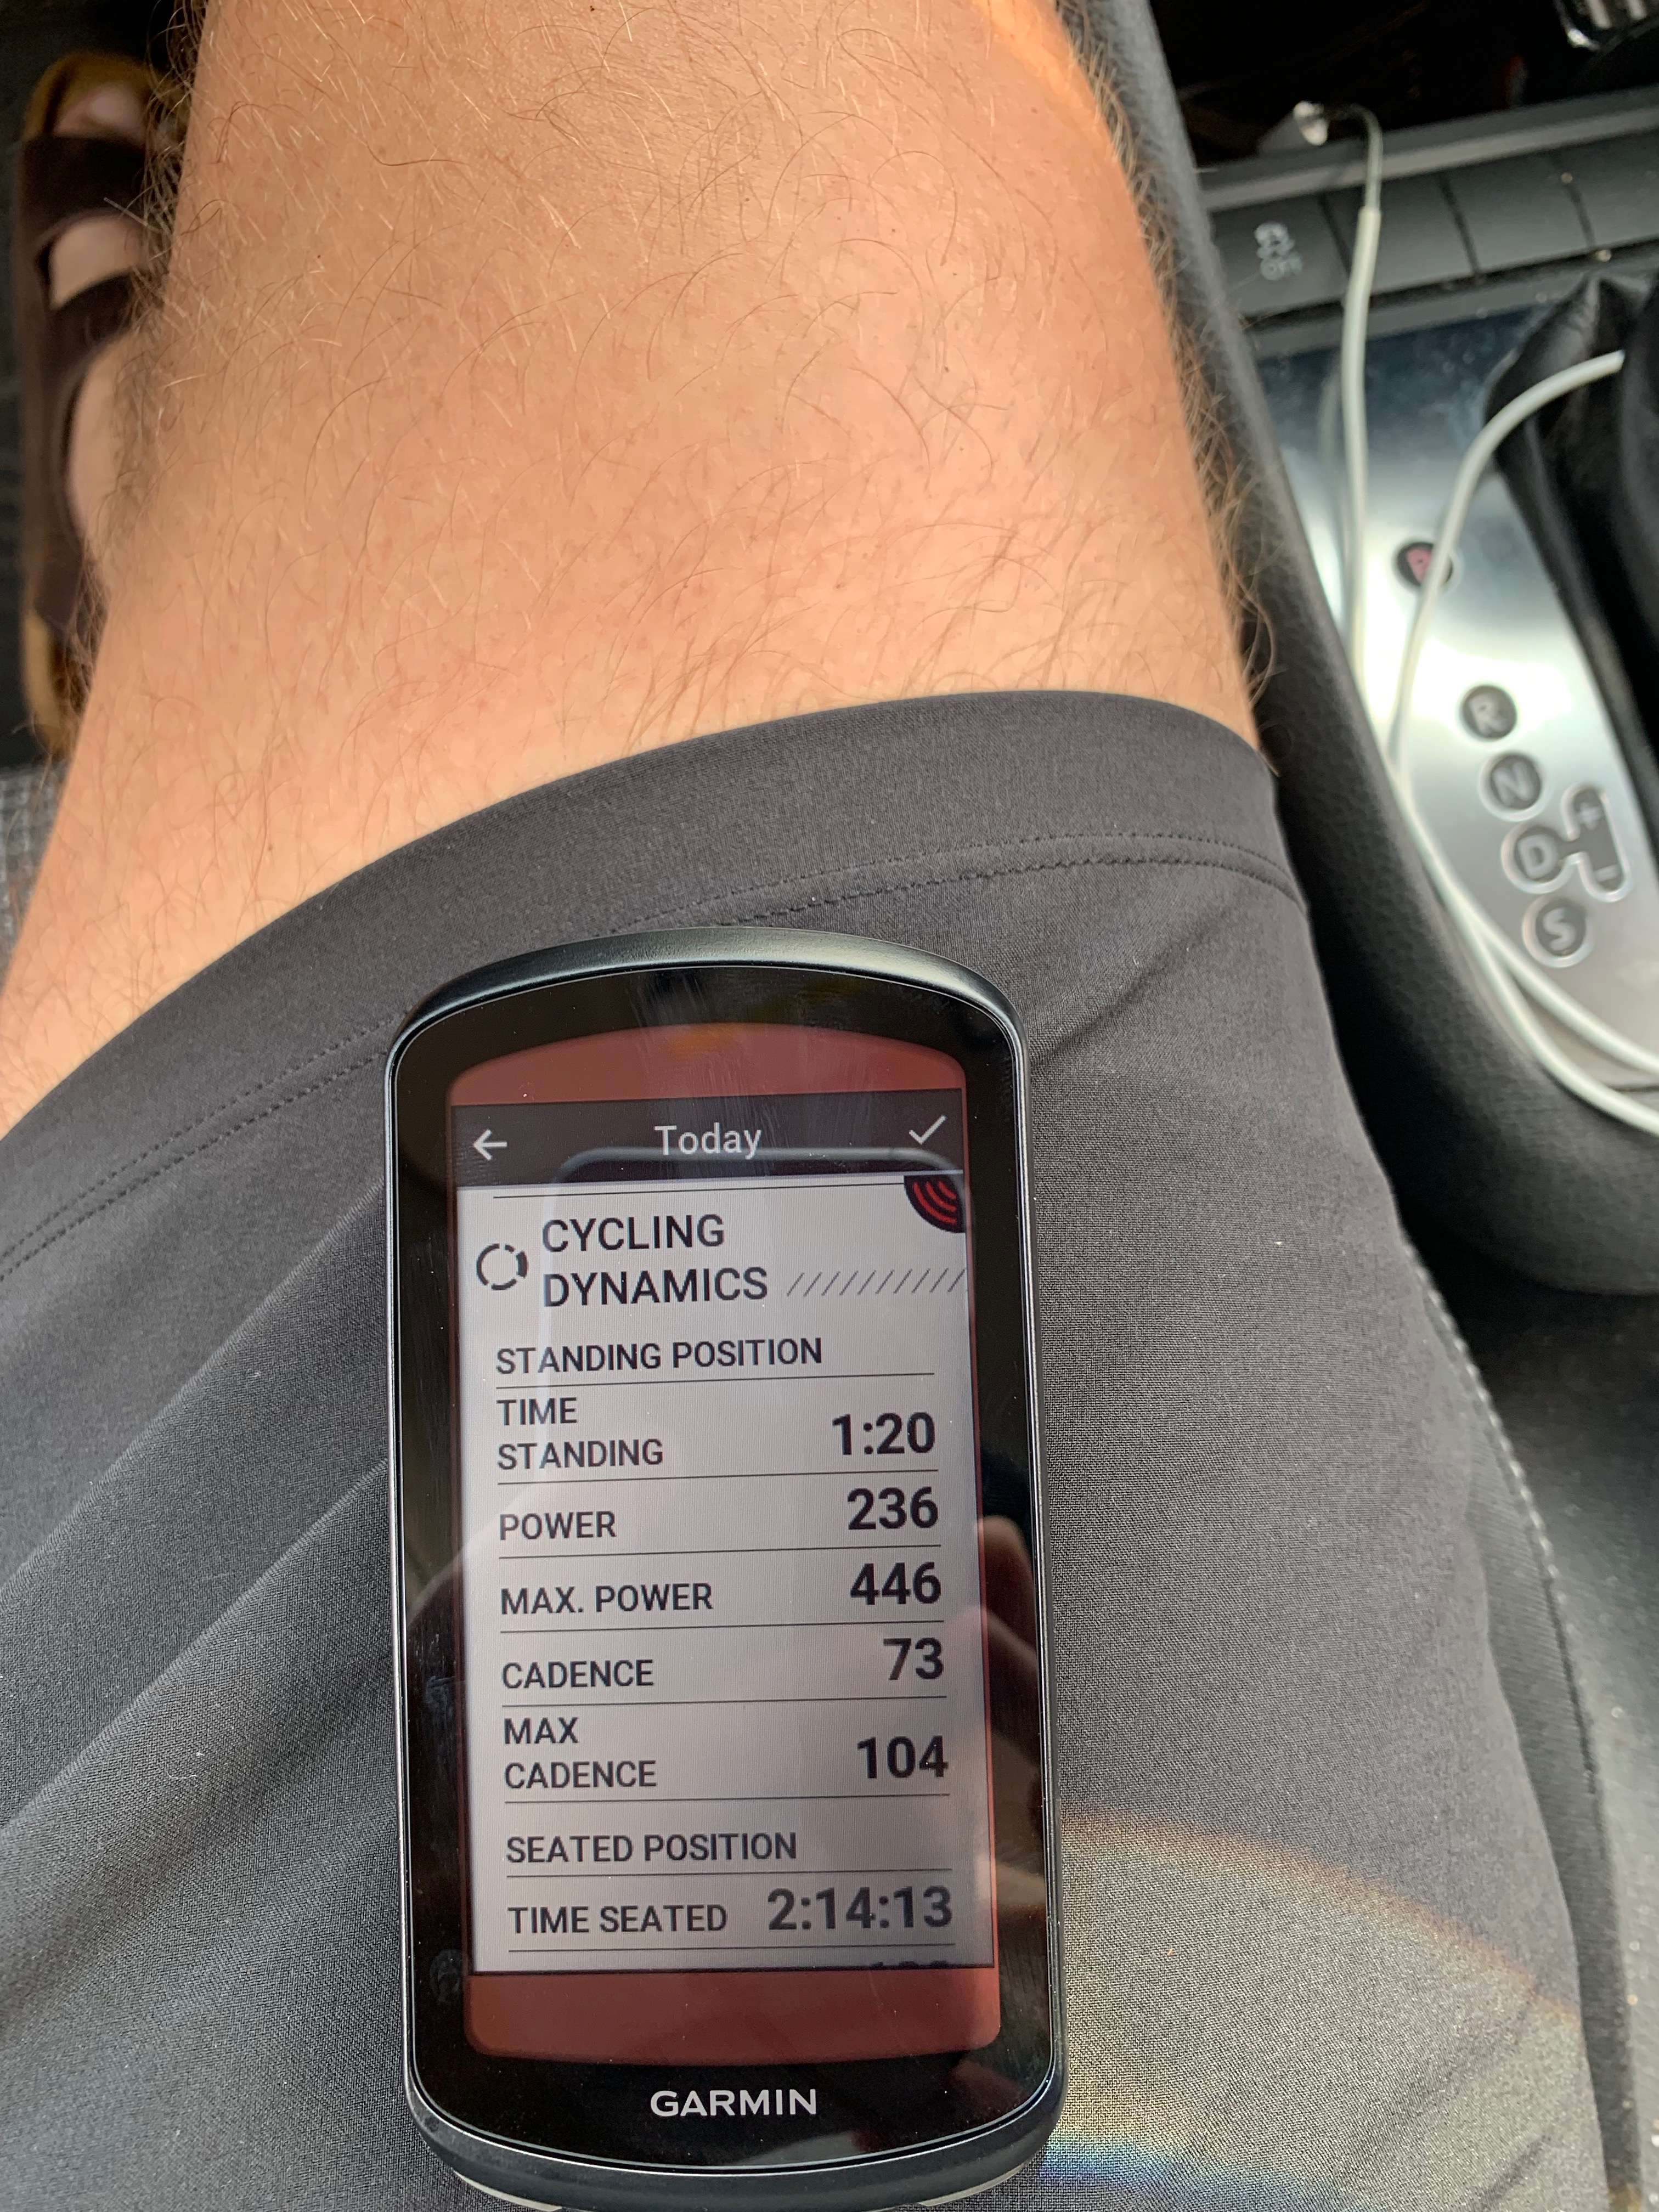 OFF
P
R
N
+
D
-
S
Today
CYCLING
DYNAMICS
STANDING POSITION
TIME
STANDING 1:20
POWER 236
MAX. POWER 446
CADENCE 73
MAX
CADENCE 104
SEATED POSITION
TIME SEATED 2:14:13
GARMIN